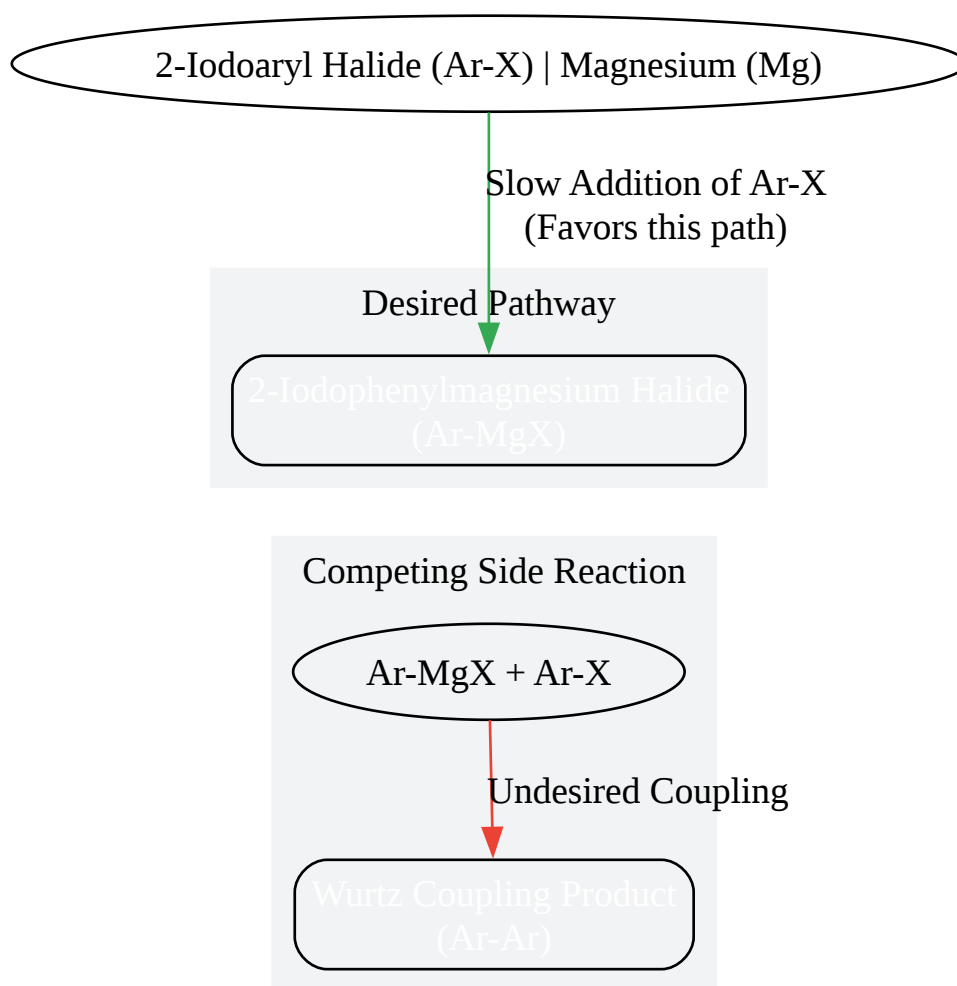 2-Iodoaryl Halide (Ar-X) | Magnesium (Mg)
Slow Addition of Ar-X
(Favors this path)
Desired Pathway
2-Iodophenylmagnesium Halide
(Ar-MgX)
Competing Side Reaction
Ar-MgX + Ar-X
Undesired Coupling
Wurtz Coupling Product
(Ar-Ar)